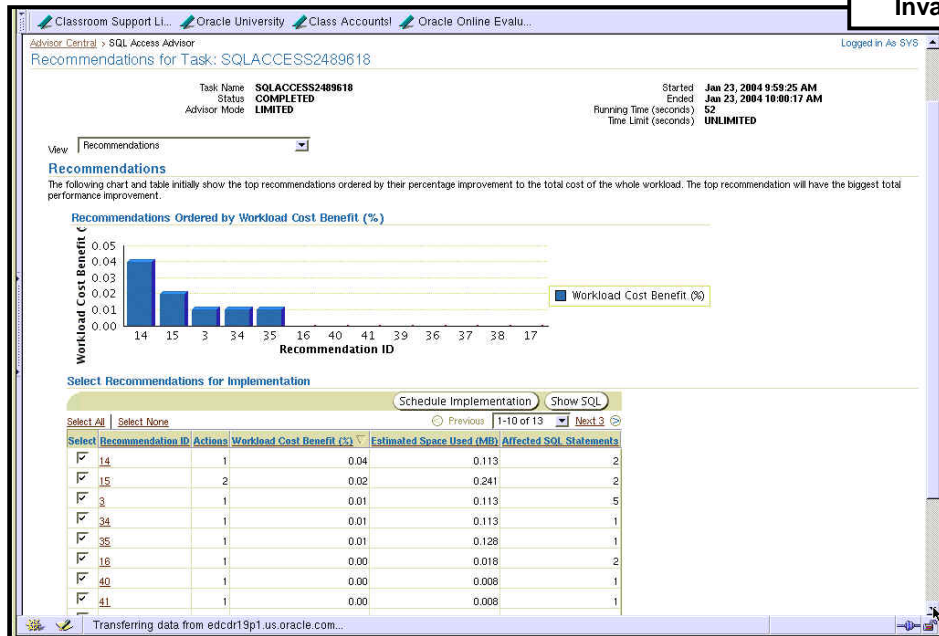 Inva
Classroom Support Li... Oracle University Class Accounts! Oracle Online Evalu...
Advisor Central > SQL Access Advisor
Logged in As SYS
Recommendations for Task: SQLACCESS2489618
Task Name SQLACCESS2489618
Status COMPLETED
Advisor Mode LIMITED
Started Jan 23, 2004 9:59:25 AM
Ended Jan 23, 2004 10:00:17 AM
Running Time (seconds) 52
Time Limit (seconds) UNLIMITED
View Recommendations
Recommendations
The following chart and table initially show the top recommendations ordered by their percentage improvement to the total cost of the whole workload. The top recommendation will have the biggest total
performance improvement.
Recommendations Ordered by Workload Cost Benefit (%)
Workload Cost Benefit (
0.05
0.04
0.03
0.02
0.01
0.00
14 15 3 34 35 16 40 41 39 36 37 38 17
Recommendation ID
Workload Cost Benefit (%)
Select Recommendations for Implementation
Schedule Implementation Show SQL
Select All | Select None Previous 1-10 of 13 Next 3
Select Recommendation ID Actions Workload Cost Benefit (%) Estimated Space Used (MB) Affected SQL Statements
14 1 0.04 0.113 2
15 2 0.02 0.241 2
3 1 0.01 0.113 5
34 1 0.01 0.113 1
35 1 0.01 0.128 1
16 1 0.00 0.018 2
40 1 0.00 0.008 1
41 1 0.00 0.008 1
Transferring data from edcdr19p1.us.oracle.com...